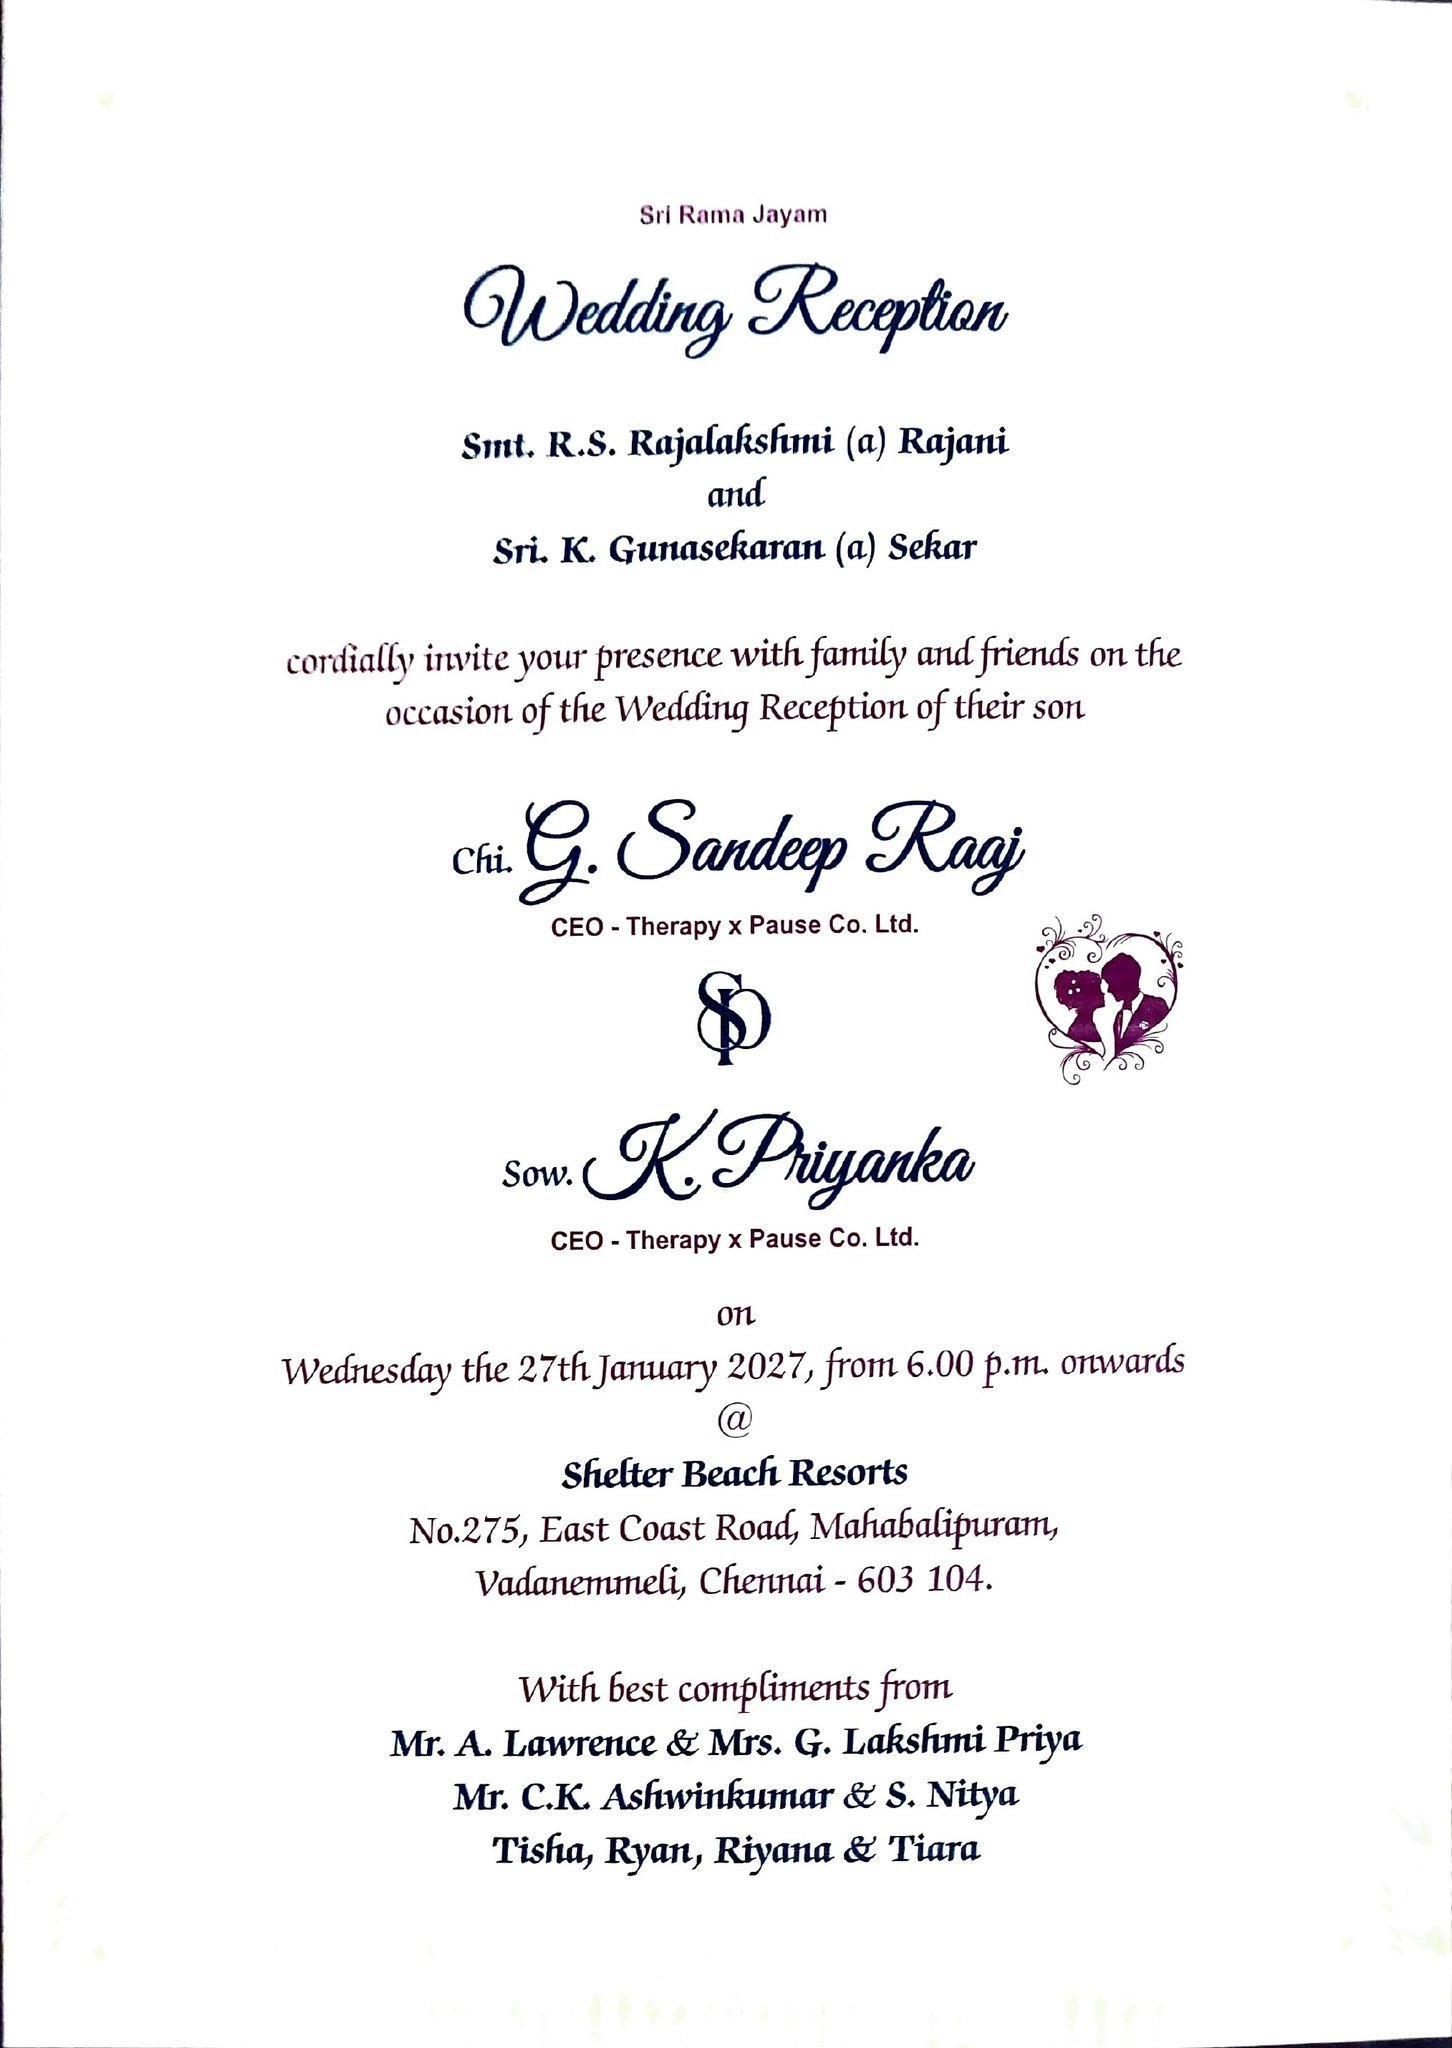 Sri Rama Jayam
Wedding Reception
Smt. R.S. Rajalakshmi (a) Rajani
and
Sri. K. Gunasekaran (a) Sekar
cordially invite your presence with family and friends on the
occasion of the Wedding Reception of their son
Chi. G. Sandeep Raaj
CEO - Therapy x Pause Co. Ltd.
SP
Sow. K. Priyanka
CEO - Therapy x Pause Co. Ltd.
on
Wednesday the 27th January 2027, from 6.00 p.m. onwards
@
Shelter Beach Resorts
No.275, East Coast Road, Mahabalipuram,
Vadanemmeli, Chennai - 603 104.
With best compliments from
Mr. A. Lawrence & Mrs. G. Lakshmi Priya
Mr. C.K. Ashwinkumar & S. Nitya
Tisha, Ryan, Riyana & Tiara